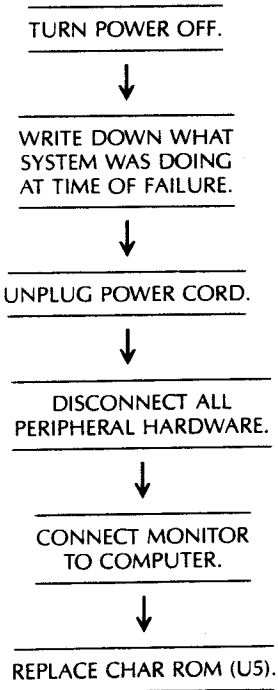 TURN POWER OFF.
WRITE DOWN WHAT
SYSTEM WAS DOING
AT TIME OF FAILURE.
UNPLUG POWER CORD.
DISCONNECT ALL
PERIPHERAL HARDWARE.
CONNECT MONITOR
TO COMPUTER.
REPLACE CHAR ROM (U5).